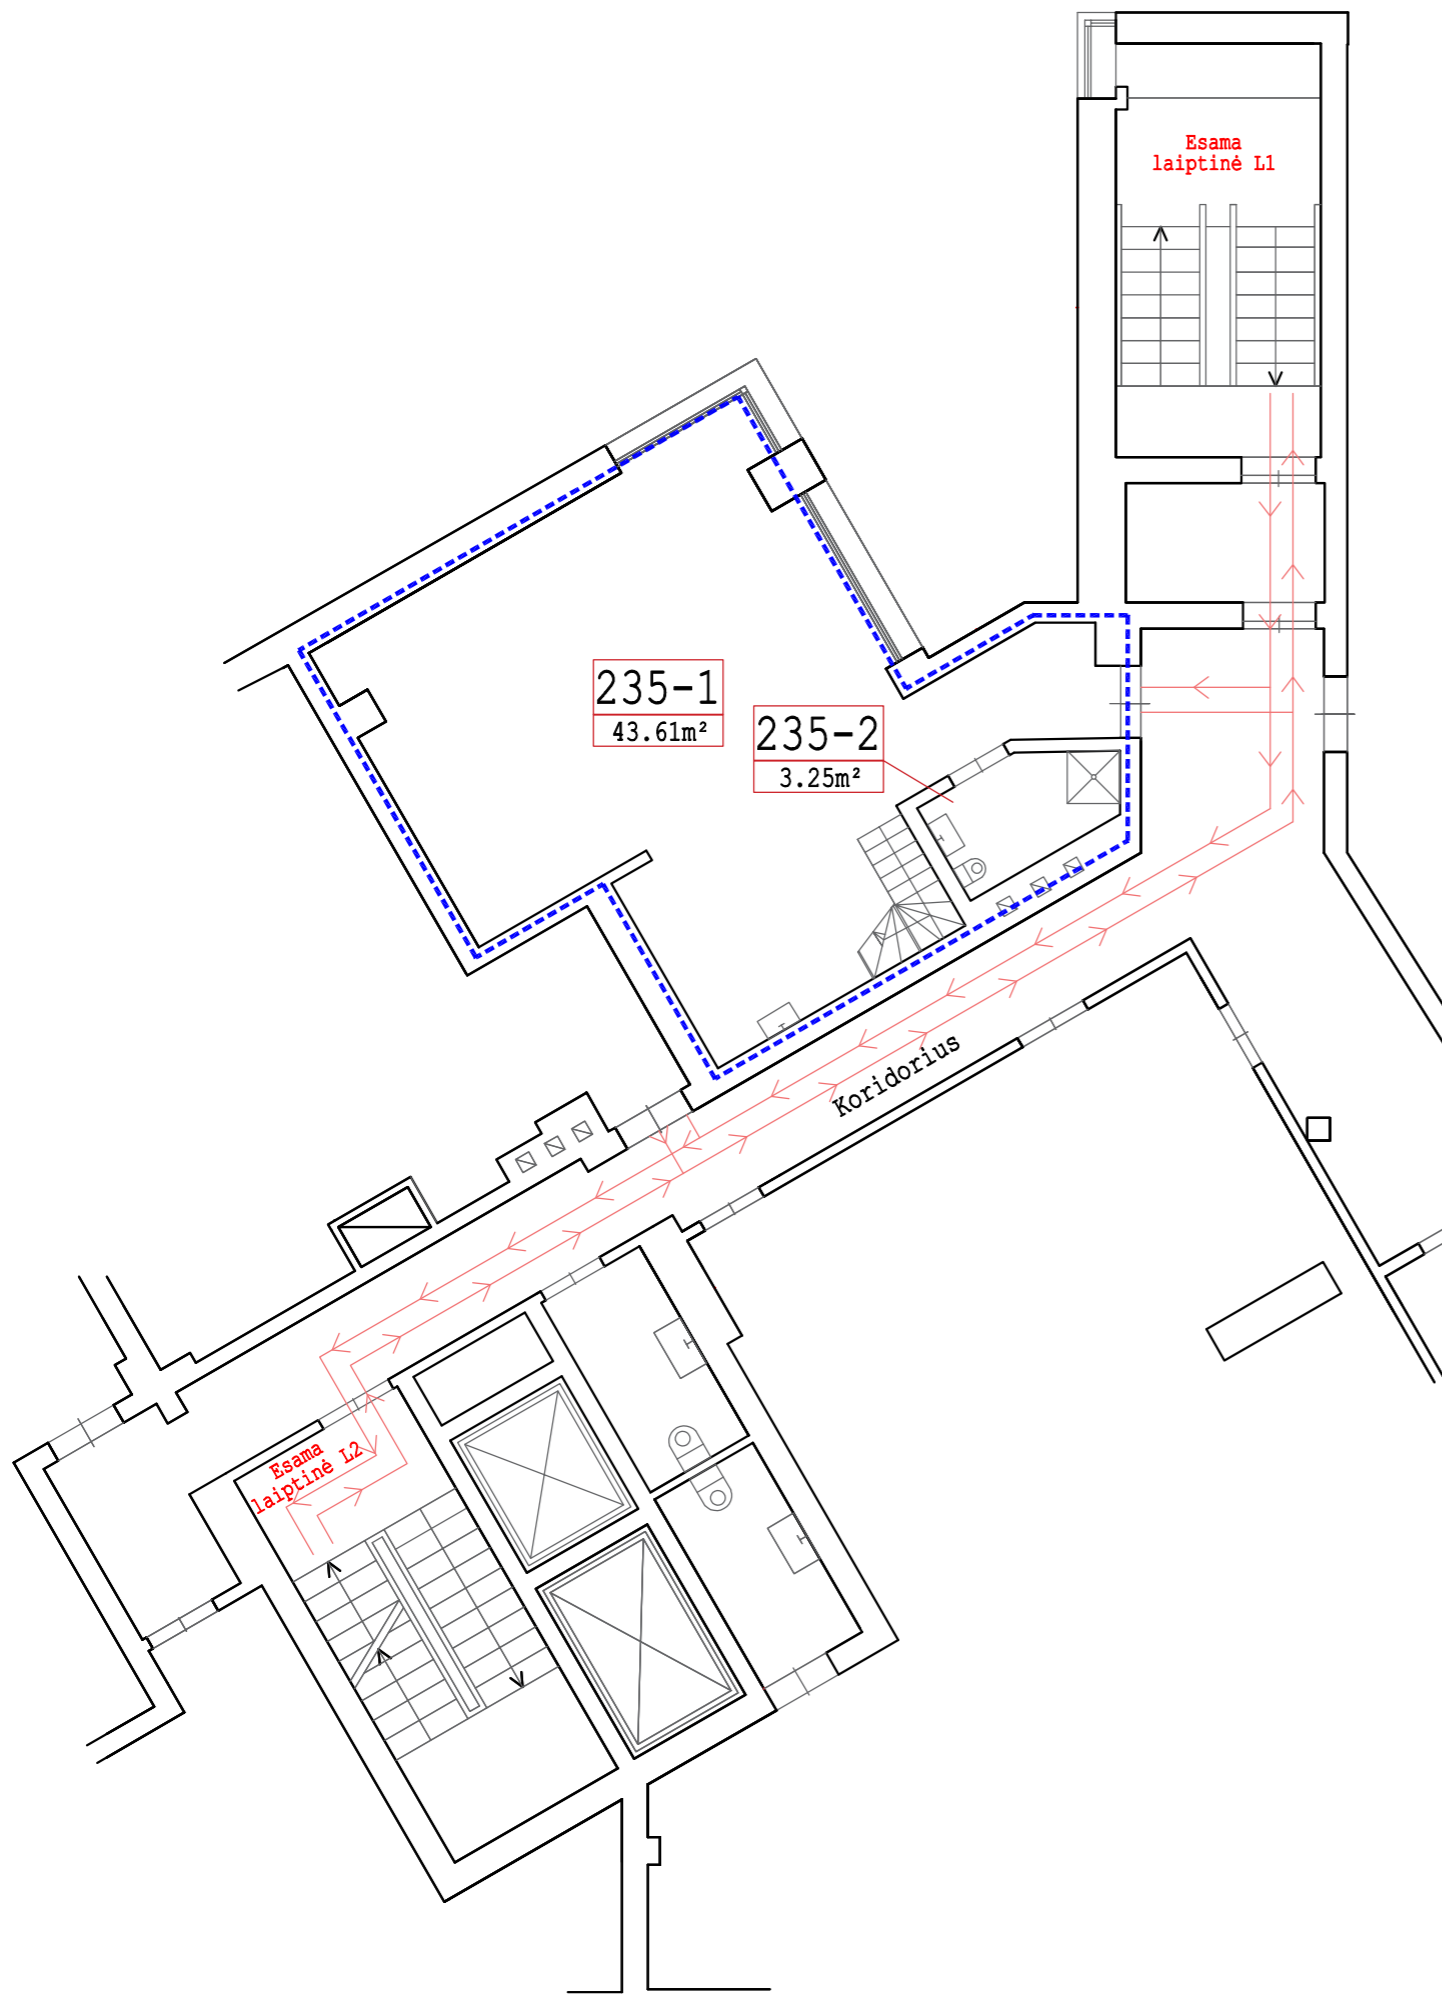 Esama
laiptinė L1
235-1
43.61m²
235-2
3.25m²
Koridorius
Esama
laiptinė L2